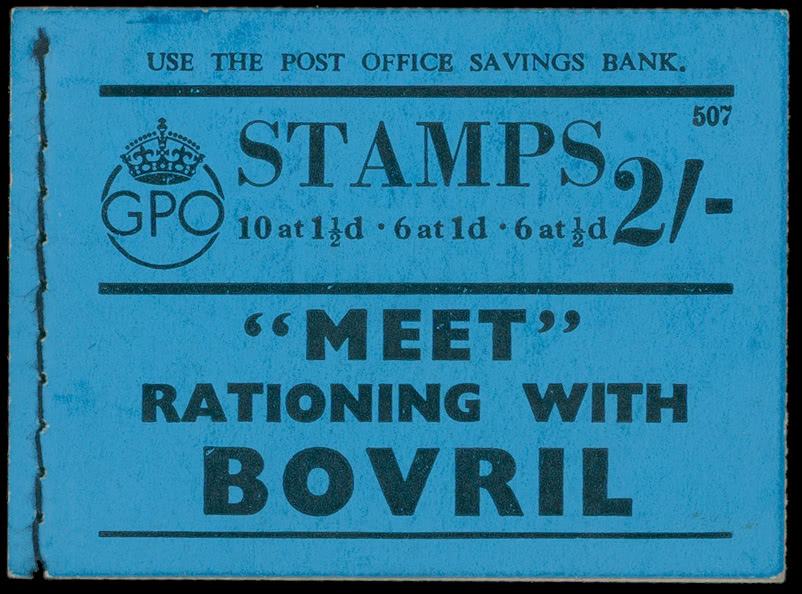 USE THE POST OFFICE SAVINGS BANK.
507
STAMPS 2/-
GPO
10 at 1½d · 6 at 1d · 6 at ½d
"MEET"
RATIONING WITH
BOVRIL